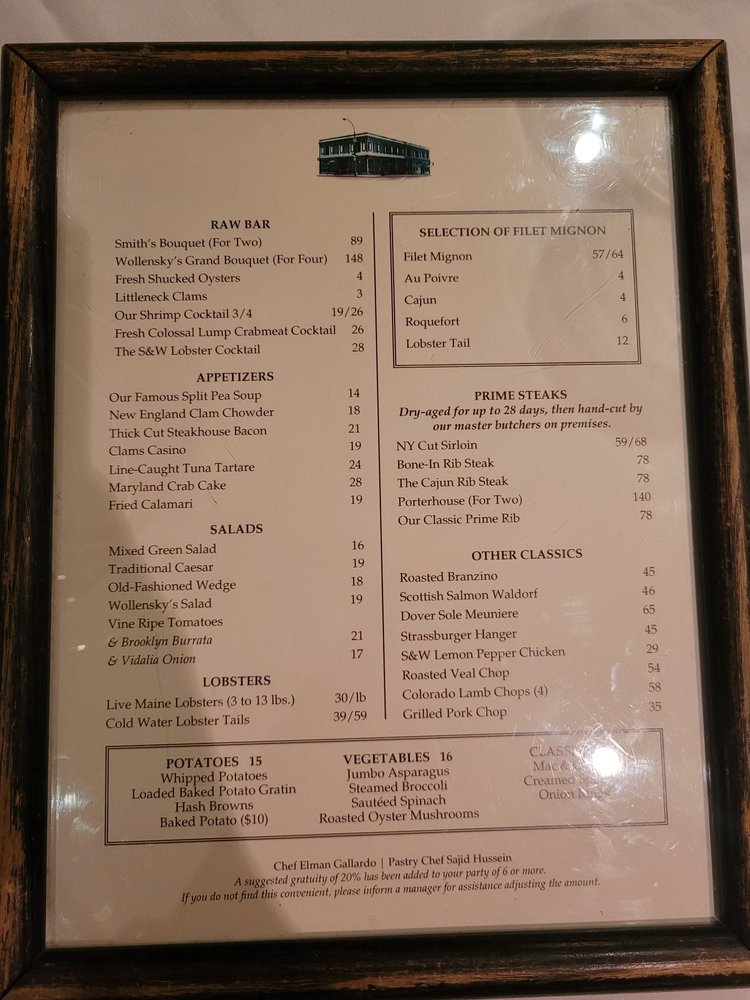 RAW BAR
Smith's Bouquet (For Two) 89
Wollensky's Grand Bouquet (For Four) 148
Fresh Shucked Oysters 4
Littleneck Clams 3
Our Shrimp Cocktail 3/4 19/26
Fresh Colossal Lump Crabmeat Cocktail 26
The S&W Lobster Cocktail 28
APPETIZERS
Our Famous Split Pea Soup 14
New England Clam Chowder 18
Thick Cut Steakhouse Bacon 21
Clams Casino 19
Line-Caught Tuna Tartare 24
Maryland Crab Cake 28
Fried Calamari 19
SALADS
Mixed Green Salad 16
Traditional Caesar 19
Old-Fashioned Wedge 18
Wollensky's Salad 19
Vine Ripe Tomatoes
& Brooklyn Burrata 21
& Vidalia Onion 17
LOBSTERS
Live Maine Lobsters (3 to 13 lbs.) 30/lb
Cold Water Lobster Tails 39/59
SELECTION OF FILET MIGNON
Filet Mignon 57/64
Au Poivre 4
Cajun 4
Roquefort 6
Lobster Tail 12
PRIME STEAKS
Dry-aged for up to 28 days, then hand-cut by
our master butchers on premises.
NY Cut Sirloin 59/68
Bone-In Rib Steak 78
The Cajun Rib Steak 78
Porterhouse (For Two) 140
Our Classic Prime Rib 78
OTHER CLASSICS
Roasted Branzino 45
Scottish Salmon Waldorf 46
Dover Sole Meuniere 65
Strassburger Hanger 45
S&W Lemon Pepper Chicken 29
Roasted Veal Chop 54
Colorado Lamb Chops (4) 58
Grilled Pork Chop 35
POTATOES 15
Whipped Potatoes
Loaded Baked Potato Gratin
Hash Browns
Baked Potato ($10)
VEGETABLES 16
Jumbo Asparagus
Steamed Broccoli
Sautéed Spinach
Roasted Oyster Mushrooms
Mac &
Creamed
Onion Rings
Chef Elman Gallardo | Pastry Chef Sajid Hussein
A suggested gratuity of 20% has been added to your party of 6 or more.
If you do not find this convenient, please inform a manager for assistance adjusting the amount.